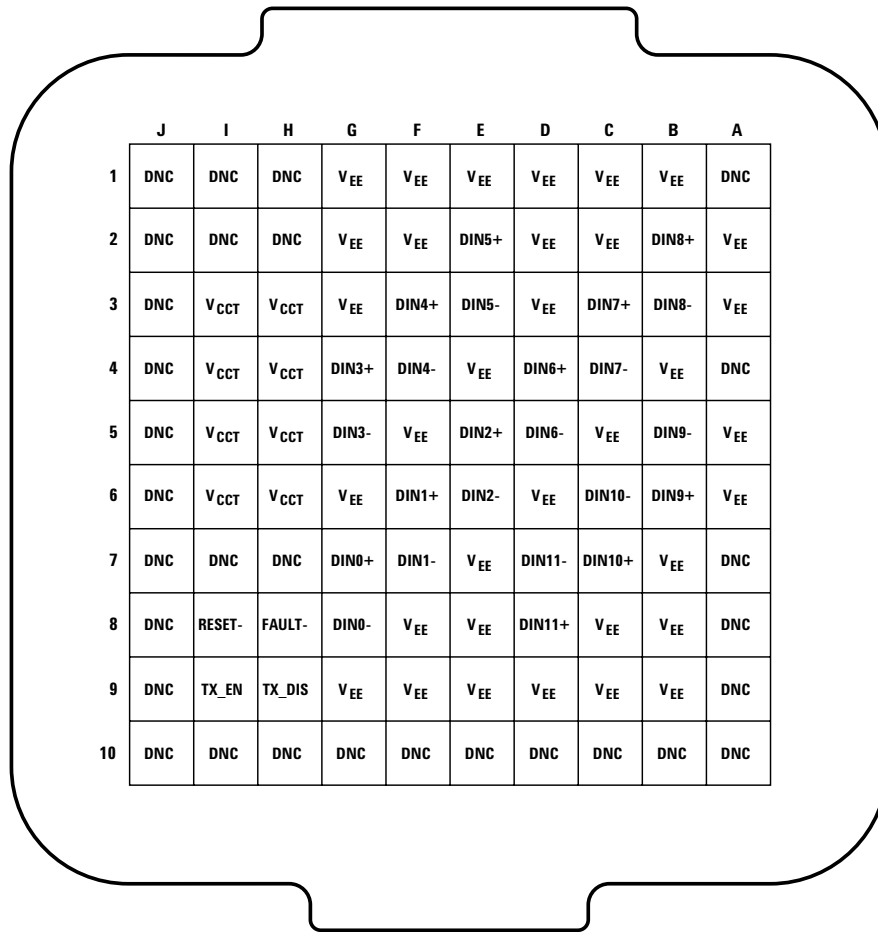 J I H G F E D C B A
1 DNC DNC DNC VEE VEE VEE VEE VEE VEE DNC
2 DNC DNC DNC VEE VEE DIN5+ VEE VEE DIN8+ VEE
3 DNC VCCT VCCT VEE DIN4+ DIN5- VEE DIN7+ DIN8- VEE
4 DNC VCCT VCCT DIN3+ DIN4- VEE DIN6+ DIN7- VEE DNC
5 DNC VCCT VCCT DIN3- VEE DIN2+ DIN6- VEE DIN9- VEE
6 DNC VCCT VCCT VEE DIN1+ DIN2- VEE DIN10- DIN9+ VEE
7 DNC DNC DNC DIN0+ DIN1- VEE DIN11- DIN10+ VEE DNC
8 DNC RESET- FAULT- DIN0- VEE VEE DIN11+ VEE VEE DNC
9 DNC TX_EN TX_DIS VEE VEE VEE VEE VEE VEE DNC
10 DNC DNC DNC DNC DNC DNC DNC DNC DNC DNC